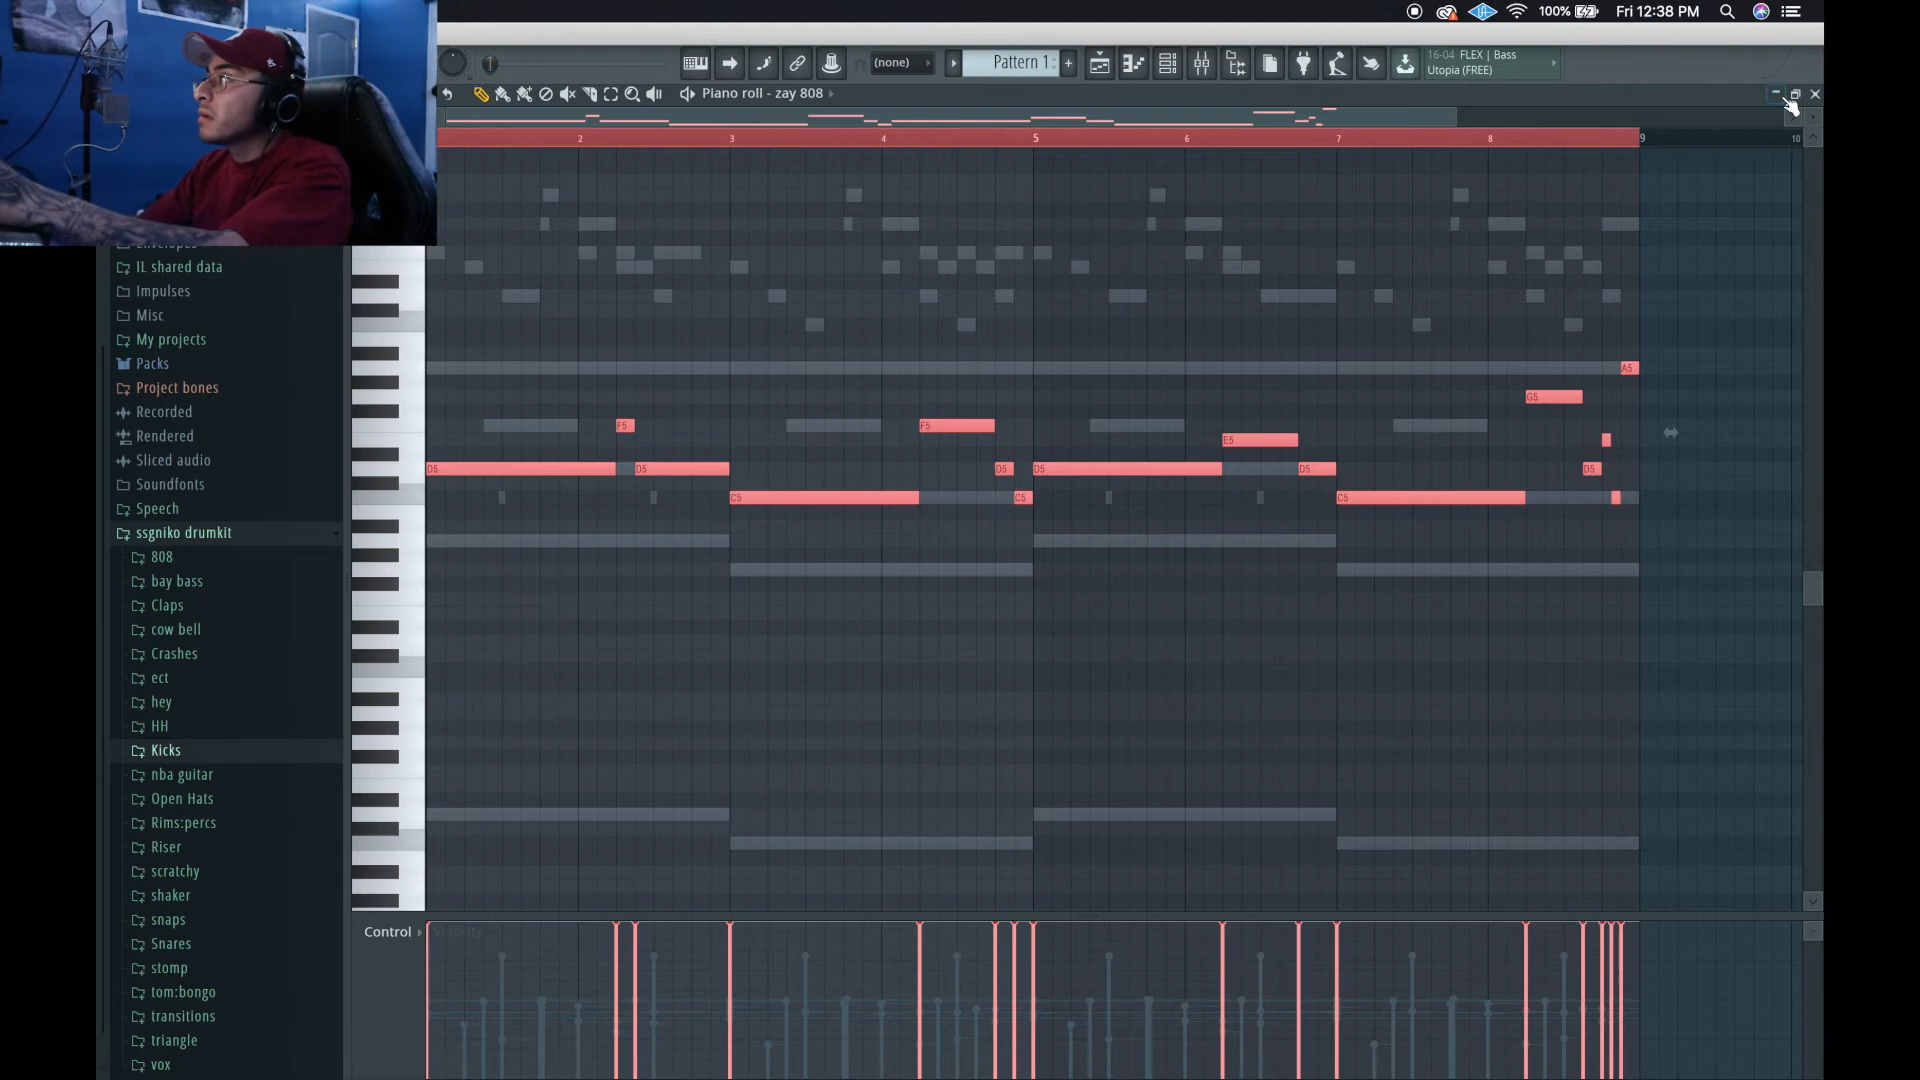 100% Fri 12:38 PM
(none) Pattern 1 +
16-04 FLEX | Bass
Utopia (FREE)
Piano roll - zay 808
2 3 4 5 6 7 8 9 10
A5
G5
F5 F5
E5
D5 D5 D5 D5 D5 D5
C5 C5 C5
IL shared data
Impulses
Misc
My projects
Packs
Project bones
Recorded
Rendered
Sliced audio
Soundfonts
Speech
ssgniko drumkit
808
bay bass
Claps
cow bell
Crashes
ect
hey
HH
Kicks
nba guitar
Open Hats
Rims:percs
Riser
scratchy
shaker
snaps
Snares
stomp
tom:bongo
transitions
triangle
vox
Control Velocity